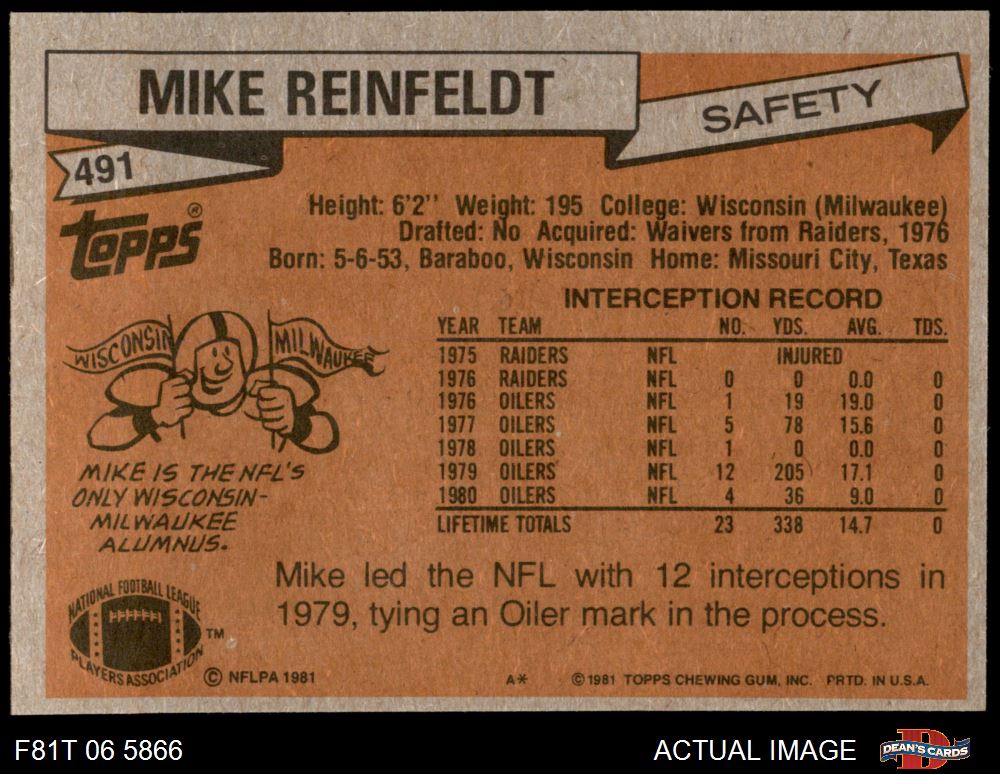 MIKE REINFELDT
SAFETY
491
topps®
Height: 6'2'' Weight: 195 College: Wisconsin (Milwaukee)
Drafted: No Acquired: Waivers from Raiders, 1976
Born: 5-6-53, Baraboo, Wisconsin Home: Missouri City, Texas
WISCONSIN MILWAUKEE
MIKE IS THE NFL'S
ONLY WISCONSIN-
MILWAUKEE
ALUMNUS.
INTERCEPTION RECORD
YEAR TEAM NO. YDS. AVG. TDS.
1975 RAIDERS NFL INJURED
1976 RAIDERS NFL 0 0 0.0 0
1976 OILERS NFL 1 19 19.0 0
1977 OILERS NFL 5 78 15.6 0
1978 OILERS NFL 1 0 0.0 0
1979 OILERS NFL 12 205 17.1 0
1980 OILERS NFL 4 36 9.0 0
LIFETIME TOTALS 23 338 14.7 0
Mike led the NFL with 12 interceptions in
1979, tying an Oiler mark in the process.
NATIONAL FOOTBALL LEAGUE
PLAYERS ASSOCIATION TM
© NFLPA 1981
A* © 1981 TOPPS CHEWING GUM, INC. PRTD. IN U.S.A.
F81T 06 5866
ACTUAL IMAGE
DEAN'S CARDS